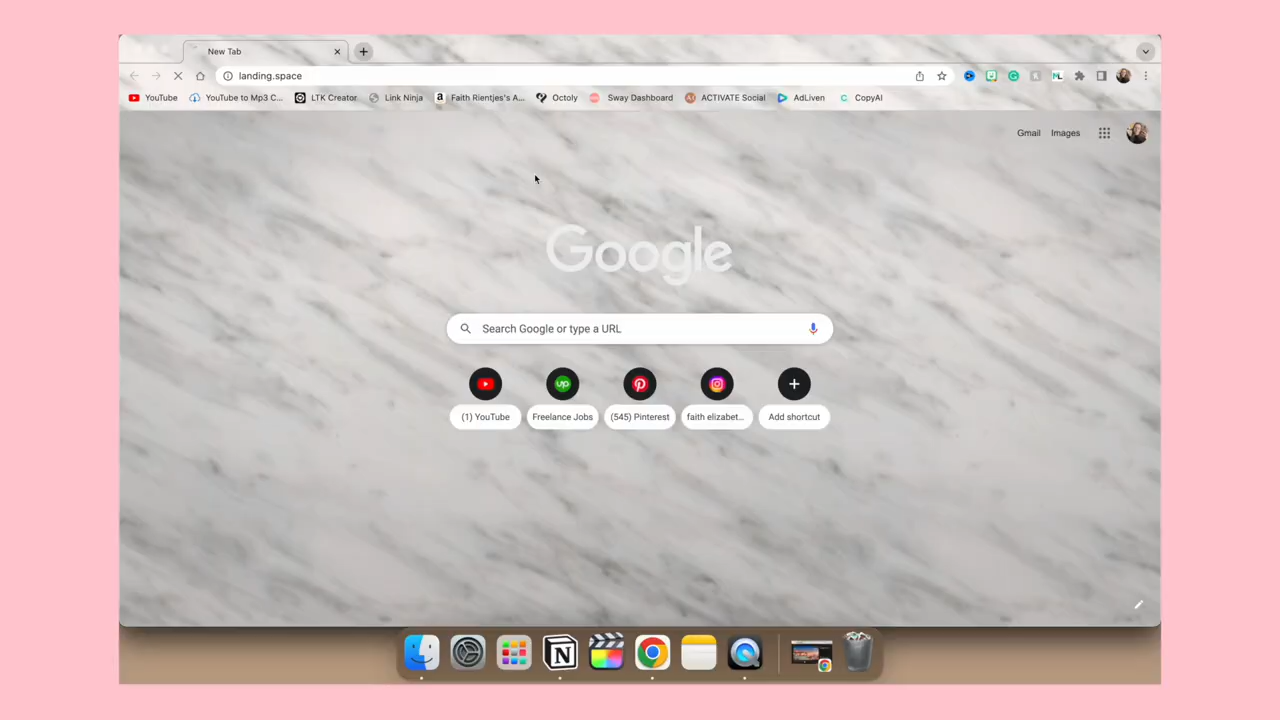 New Tab
landing.space
YouTube YouTube to Mp3 C... LTK Creator Link Ninja Faith Rientjes's A... Octoly Sway Dashboard ACTIVATE Social AdLiven CopyAI
Gmail Images
Google
Search Google or type a URL
up
(1) YouTube Freelance Jobs (545) Pinterest faith elizabet... Add shortcut